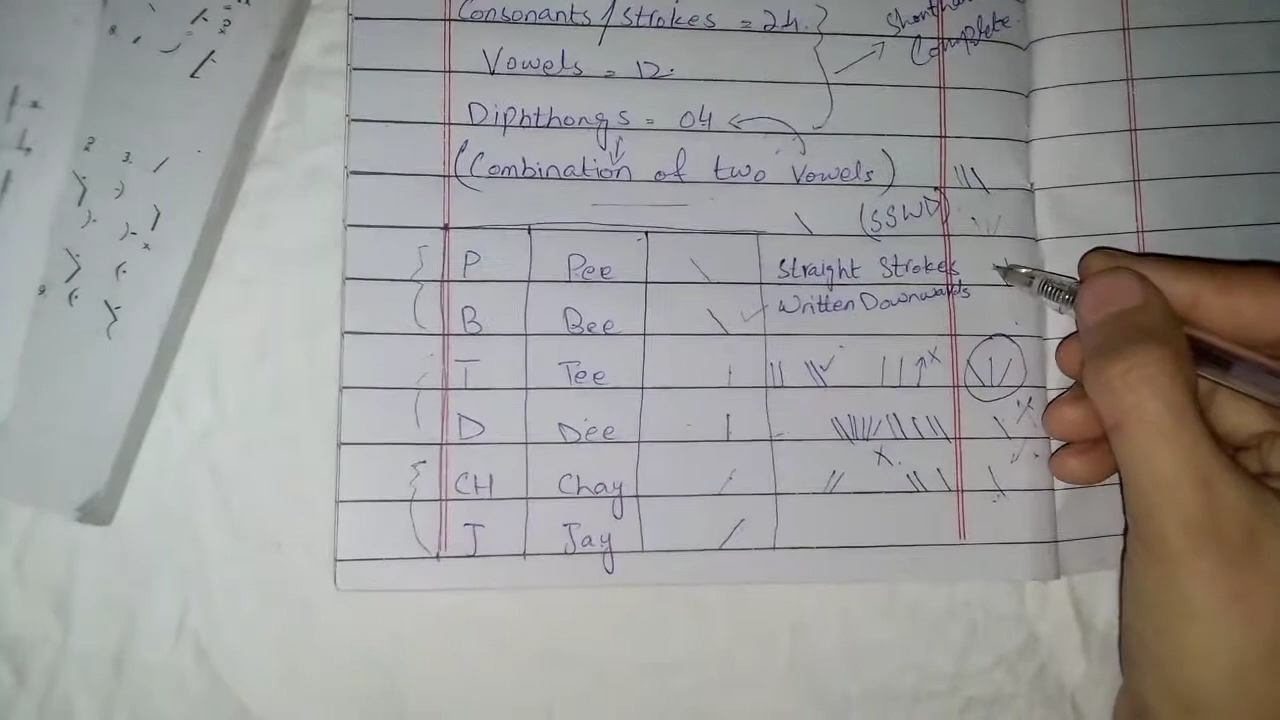 Consonants/Strokes = 24.
Complete.
Vowels = 12.
Diphthongs = 04
(Combination of two Vowels)
(SSWD)
P Pee \ Straight Strokes
Written Downwards
B Bee \
T Tee |
D Dee |
CH Chay /
J Jay /